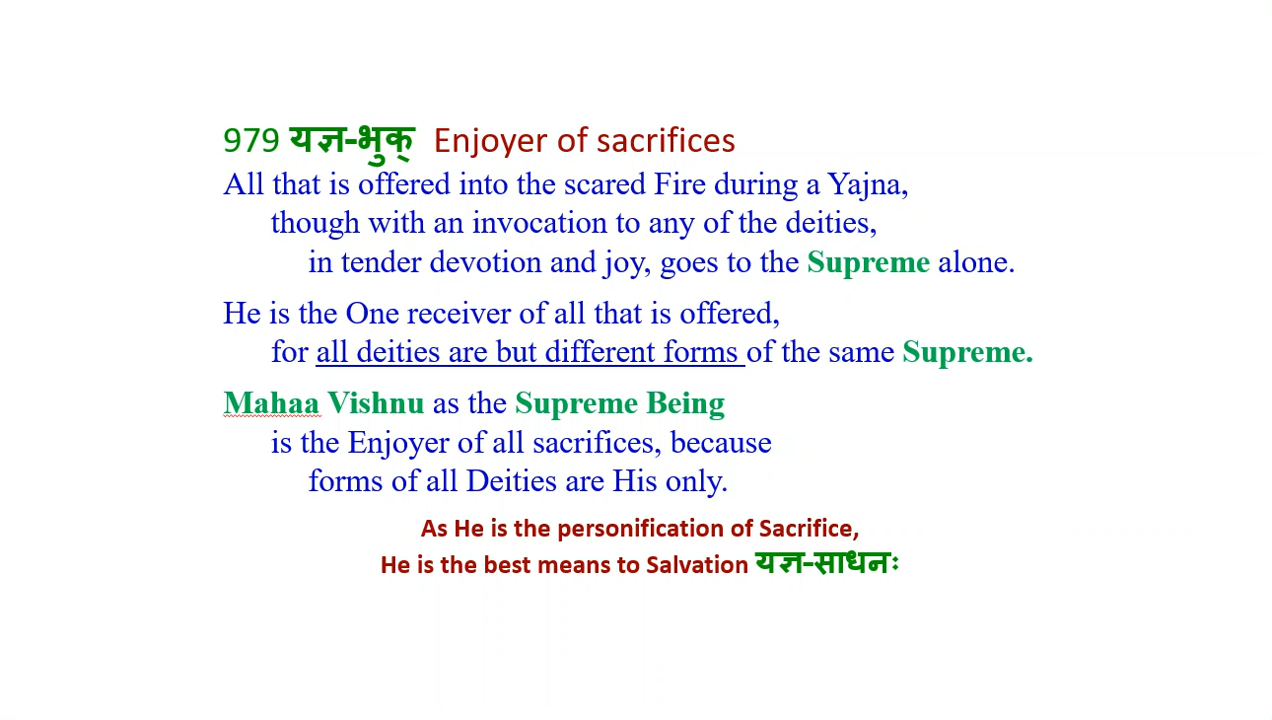 979 यज्ञ-भुक् Enjoyer of sacrifices
All that is offered into the scared Fire during a Yajna,
though with an invocation to any of the deities,
in tender devotion and joy, goes to the Supreme alone.
He is the One receiver of all that is offered,
for all deities are but different forms of the same Supreme.
Mahaa Vishnu as the Supreme Being
is the Enjoyer of all sacrifices, because
forms of all Deities are His only.
As He is the personification of Sacrifice,
He is the best means to Salvation यज्ञ-साधनः